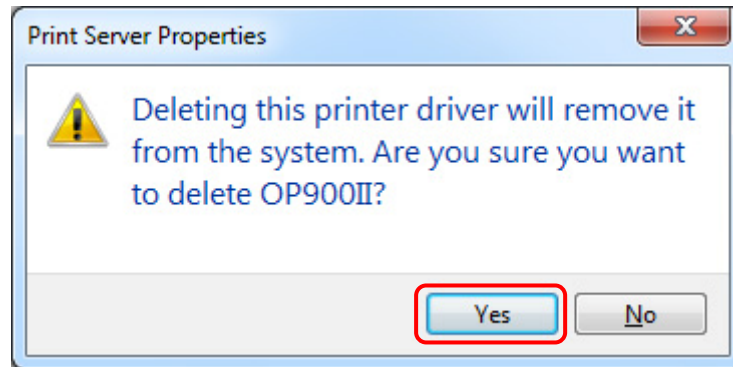 Print Server Properties
Deleting this printer driver will remove it
from the system. Are you sure you want
to delete OP900II?
Yes
No